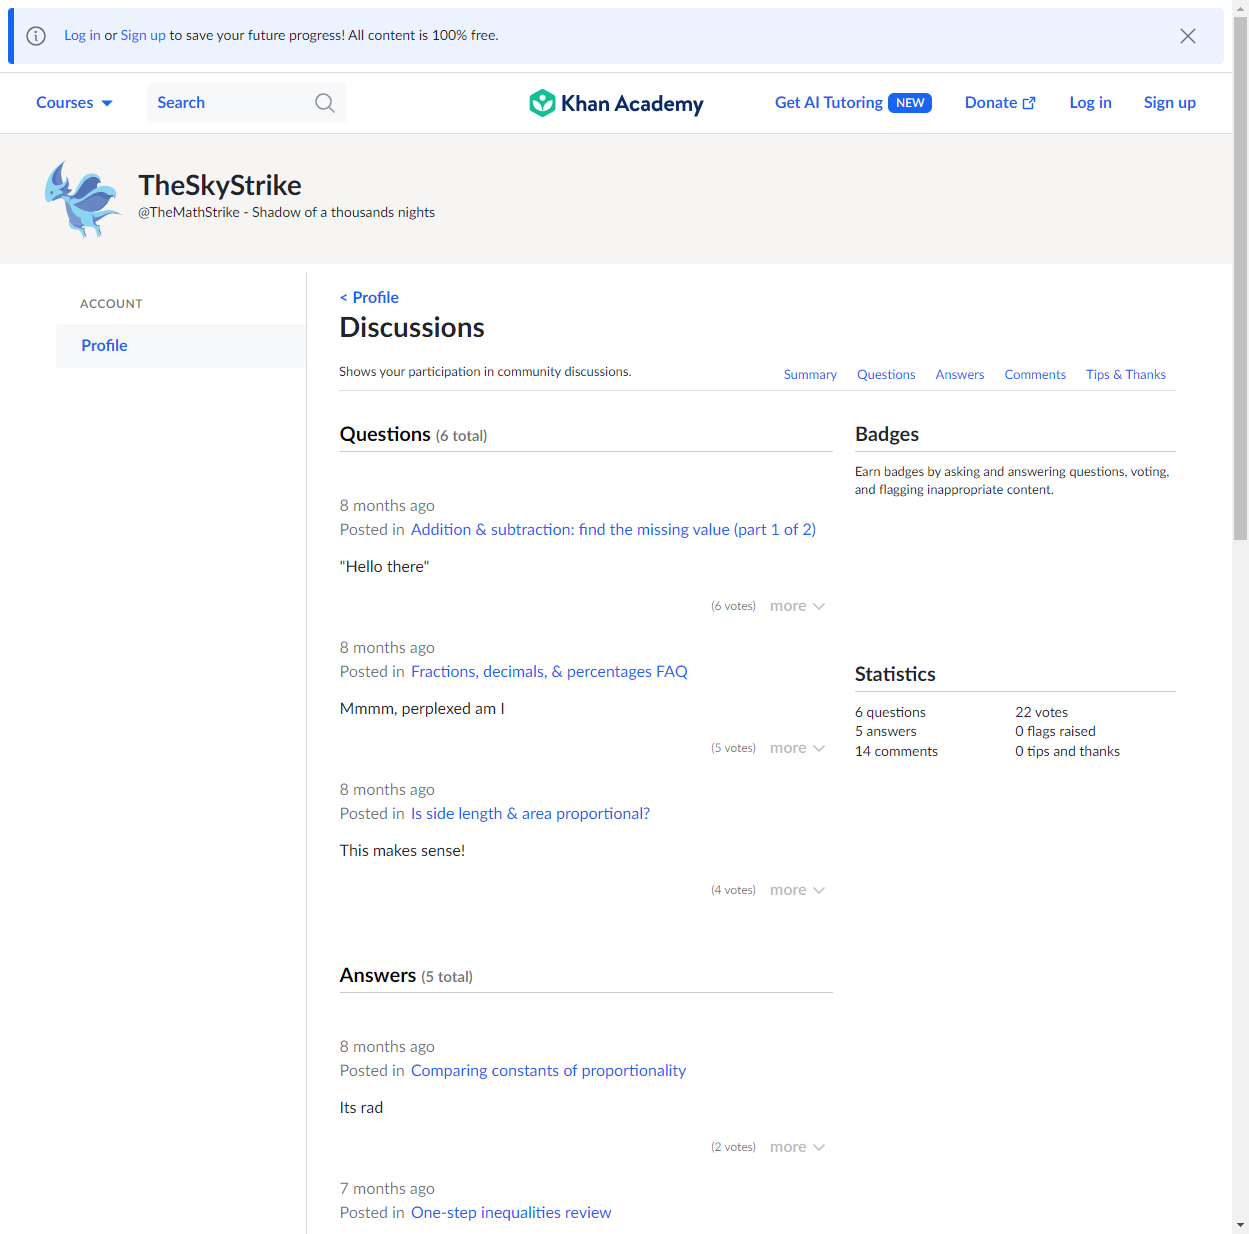 Log in or Sign up to save your future progress! All content is 100% free.
Courses
Search
Khan Academy
Get AI Tutoring NEW
Donate
Log in
Sign up
TheSkyStrike
@TheMathStrike - Shadow of a thousands nights
ACCOUNT
Profile
< Profile
Discussions
Shows your participation in community discussions.
Summary Questions Answers Comments Tips & Thanks
Questions (6 total)
8 months ago
Posted in Addition & subtraction: find the missing value (part 1 of 2)
"Hello there"
(6 votes) more
8 months ago
Posted in Fractions, decimals, & percentages FAQ
Mmmm, perplexed am I
(5 votes) more
8 months ago
Posted in Is side length & area proportional?
This makes sense!
(4 votes) more
Answers (5 total)
8 months ago
Posted in Comparing constants of proportionality
Its rad
(2 votes) more
7 months ago
Posted in One-step inequalities review
Badges
Earn badges by asking and answering questions, voting,
and flagging inappropriate content.
Statistics
6 questions 22 votes
5 answers 0 flags raised
14 comments 0 tips and thanks